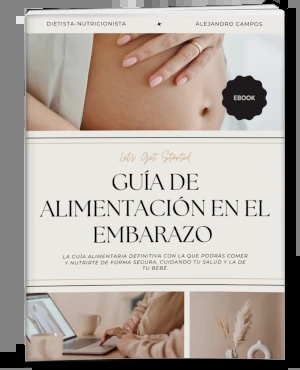 DIETISTA-NUTRICIONISTA
ALEJANDRO CAMPOS
EBOOK
Let's Get Started
GUÍA DE
ALIMENTACIÓN EN EL
EMBARAZO
LA GUÍA ALIMENTARIA DEFINITIVA CON LA QUE PODRÁS COMER
Y NUTRIRTE DE FORMA SEGURA, CUIDANDO TU SALUD Y LA DE
TU BEBÉ.